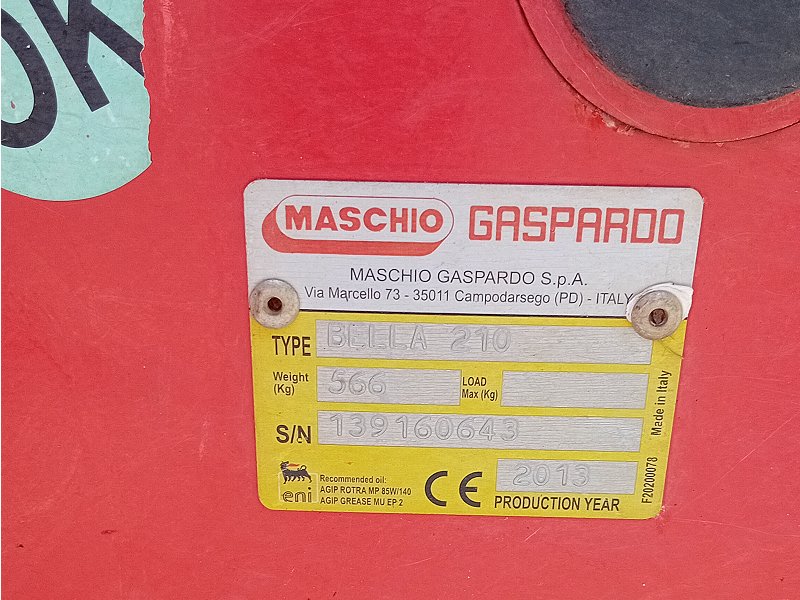 OK
MASCHIO GASPARDO
MASCHIO GASPARDO S.p.A.
Via Marcello 73 - 35011 Campodarsego (PD) - ITALY
TYPE BELLA 210
Weight (Kg) 566 LOAD Max (Kg)
S/N 139160643
Made in Italy
eni
Recommended oil:
AGIP ROTRA MP 85W/140
AGIP GREASE MU EP 2
CE
2013
PRODUCTION YEAR
F20200078